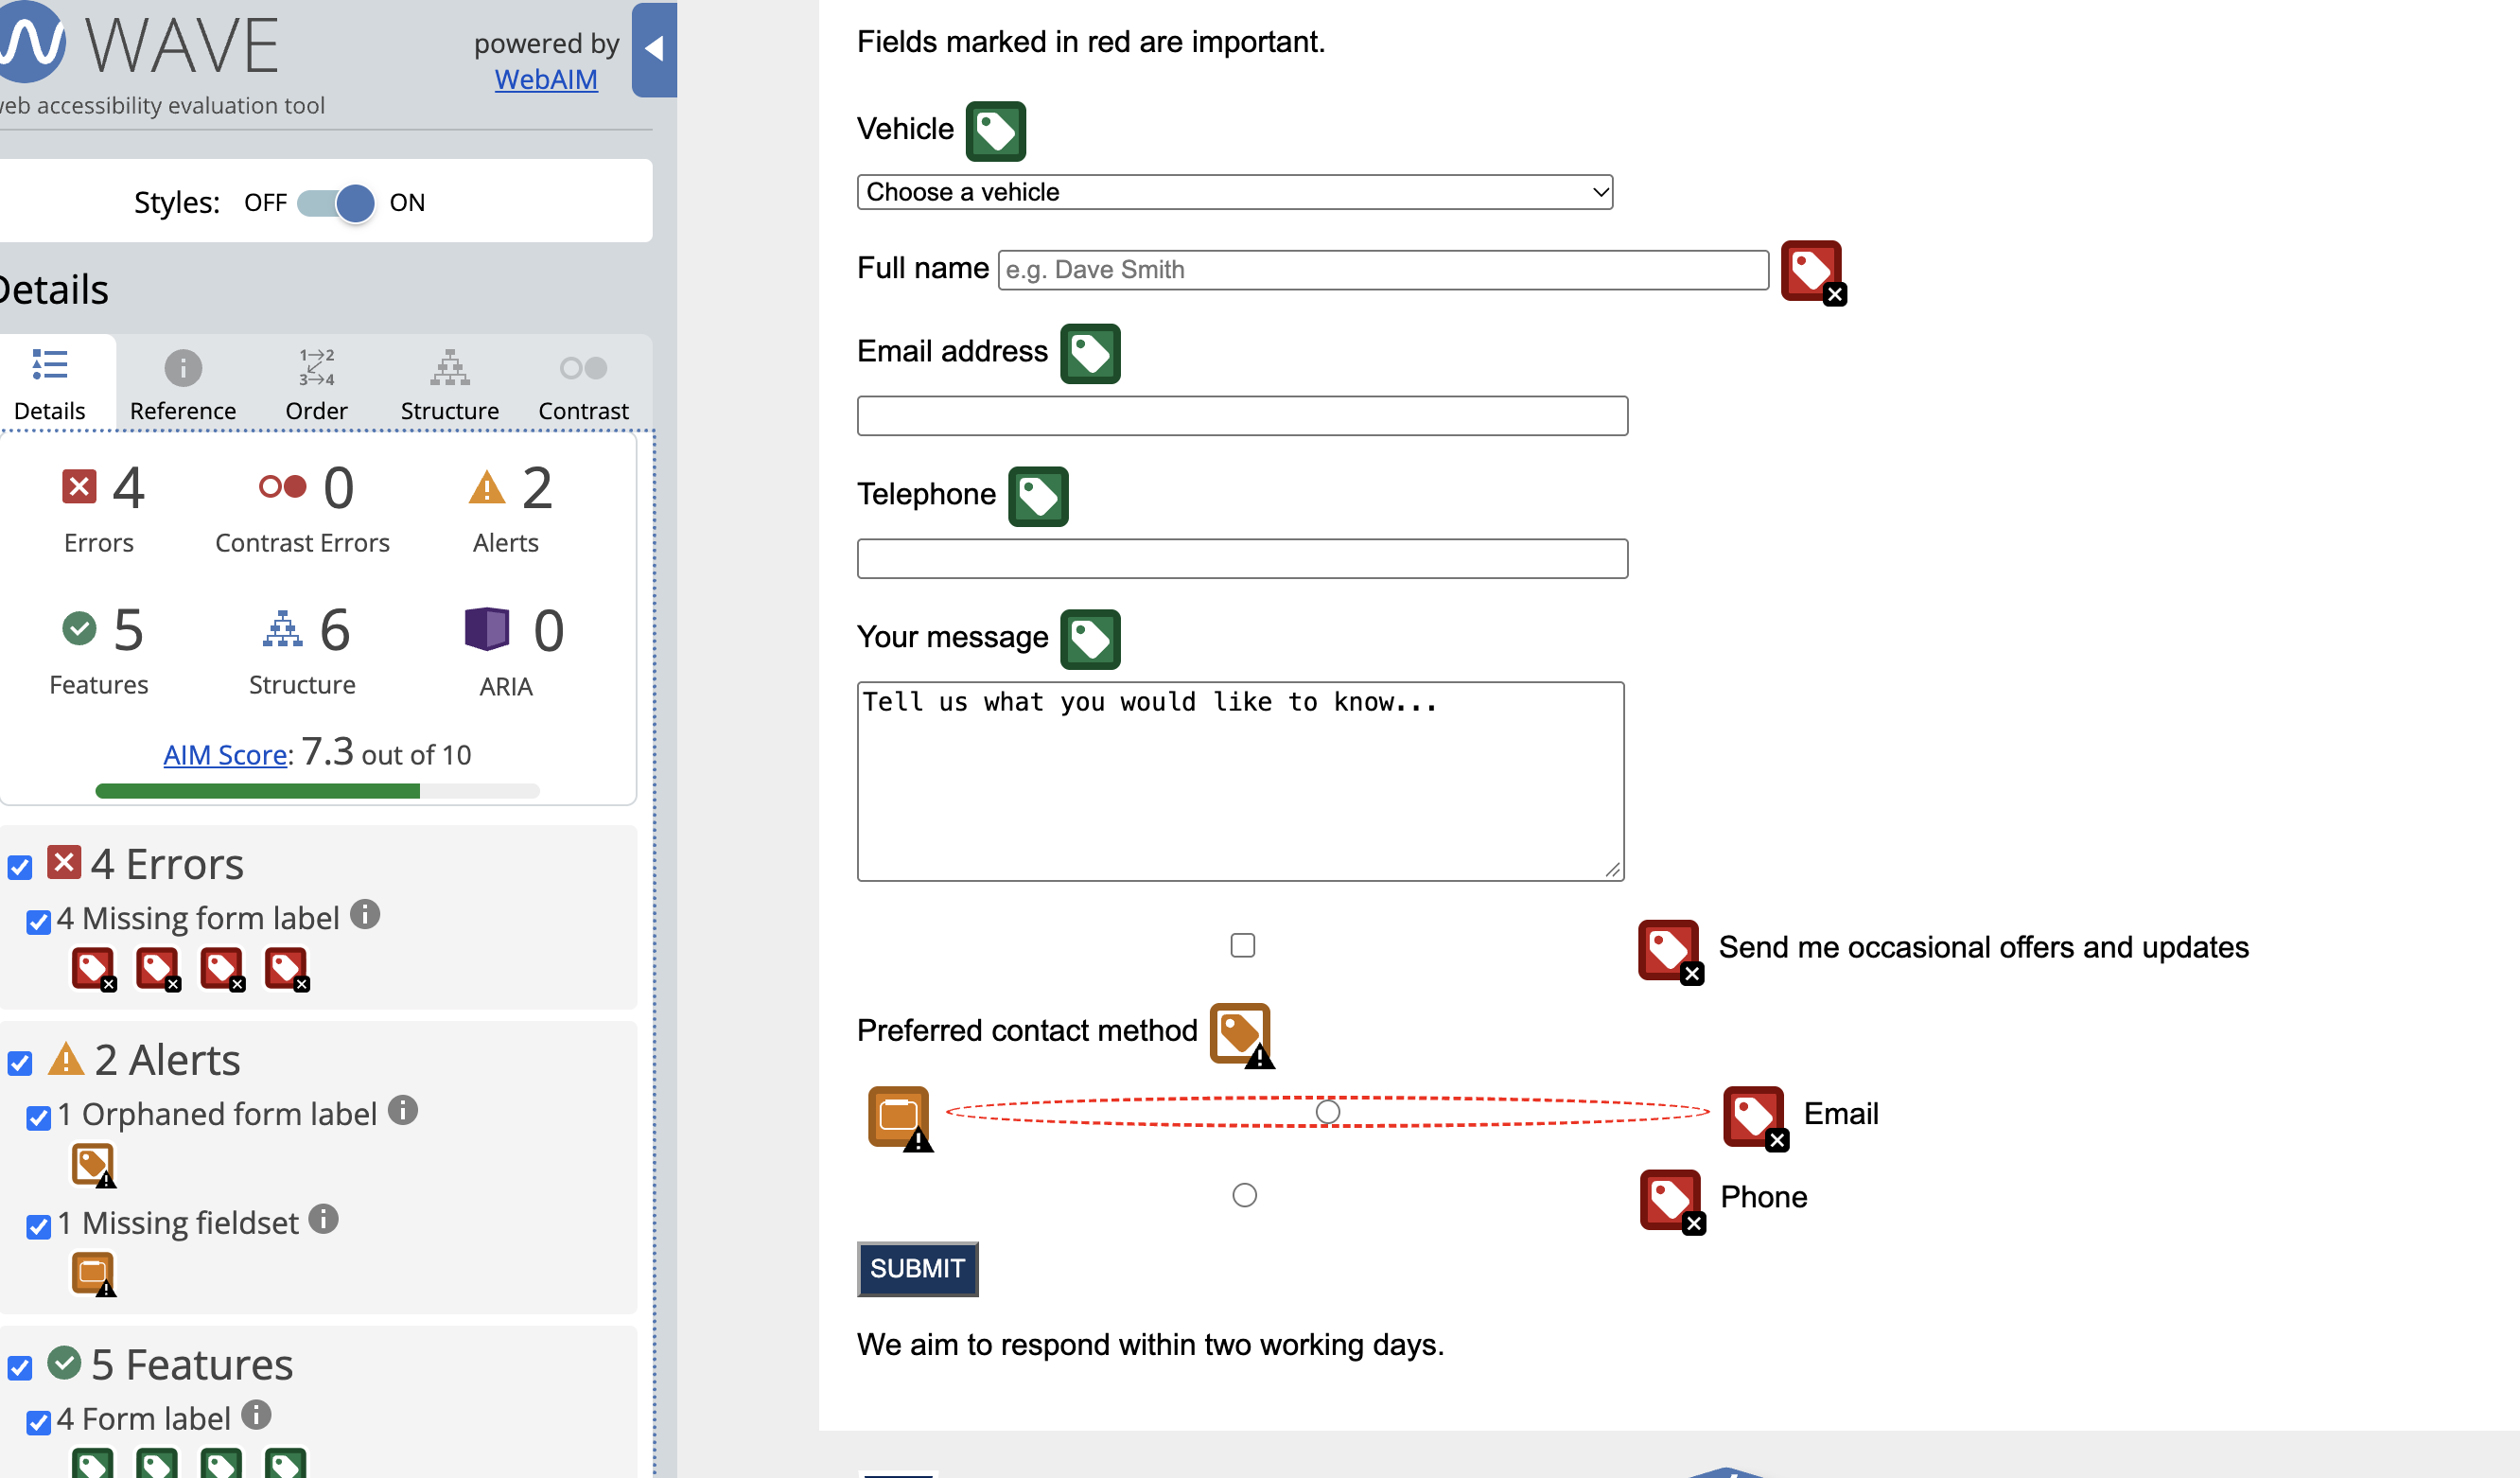 WAVE
powered by
WebAIM
web accessibility evaluation tool
Styles: OFF ON
Details
Details
Reference
1→2
3→4
Order
Structure
Contrast
4
Errors
0
Contrast Errors
2
Alerts
5
Features
6
Structure
0
ARIA
AIM Score: 7.3 out of 10
4 Errors
4 Missing form label
2 Alerts
1 Orphaned form label
1 Missing fieldset
5 Features
4 Form label
Fields marked in red are important.
Vehicle
Choose a vehicle
Full name e.g. Dave Smith
Email address
Telephone
Your message
Tell us what you would like to know...
Send me occasional offers and updates
Preferred contact method
Email
Phone
SUBMIT
We aim to respond within two working days.